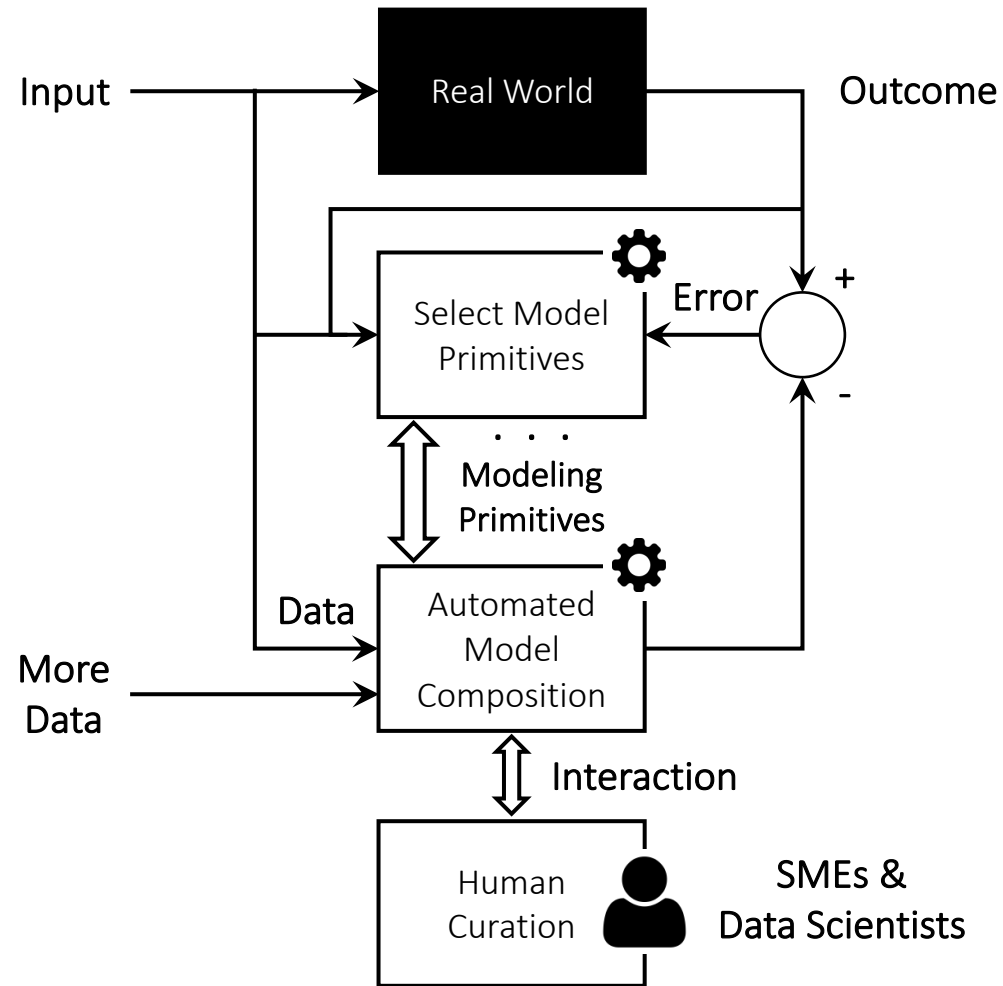 Input
Real World
Outcome
+
Error
Select Model
Primitives
-
. . .
Modeling
Primitives
Data
Automated
Model
Composition
More
Data
Interaction
Human
Curation
SMEs &
Data Scientists